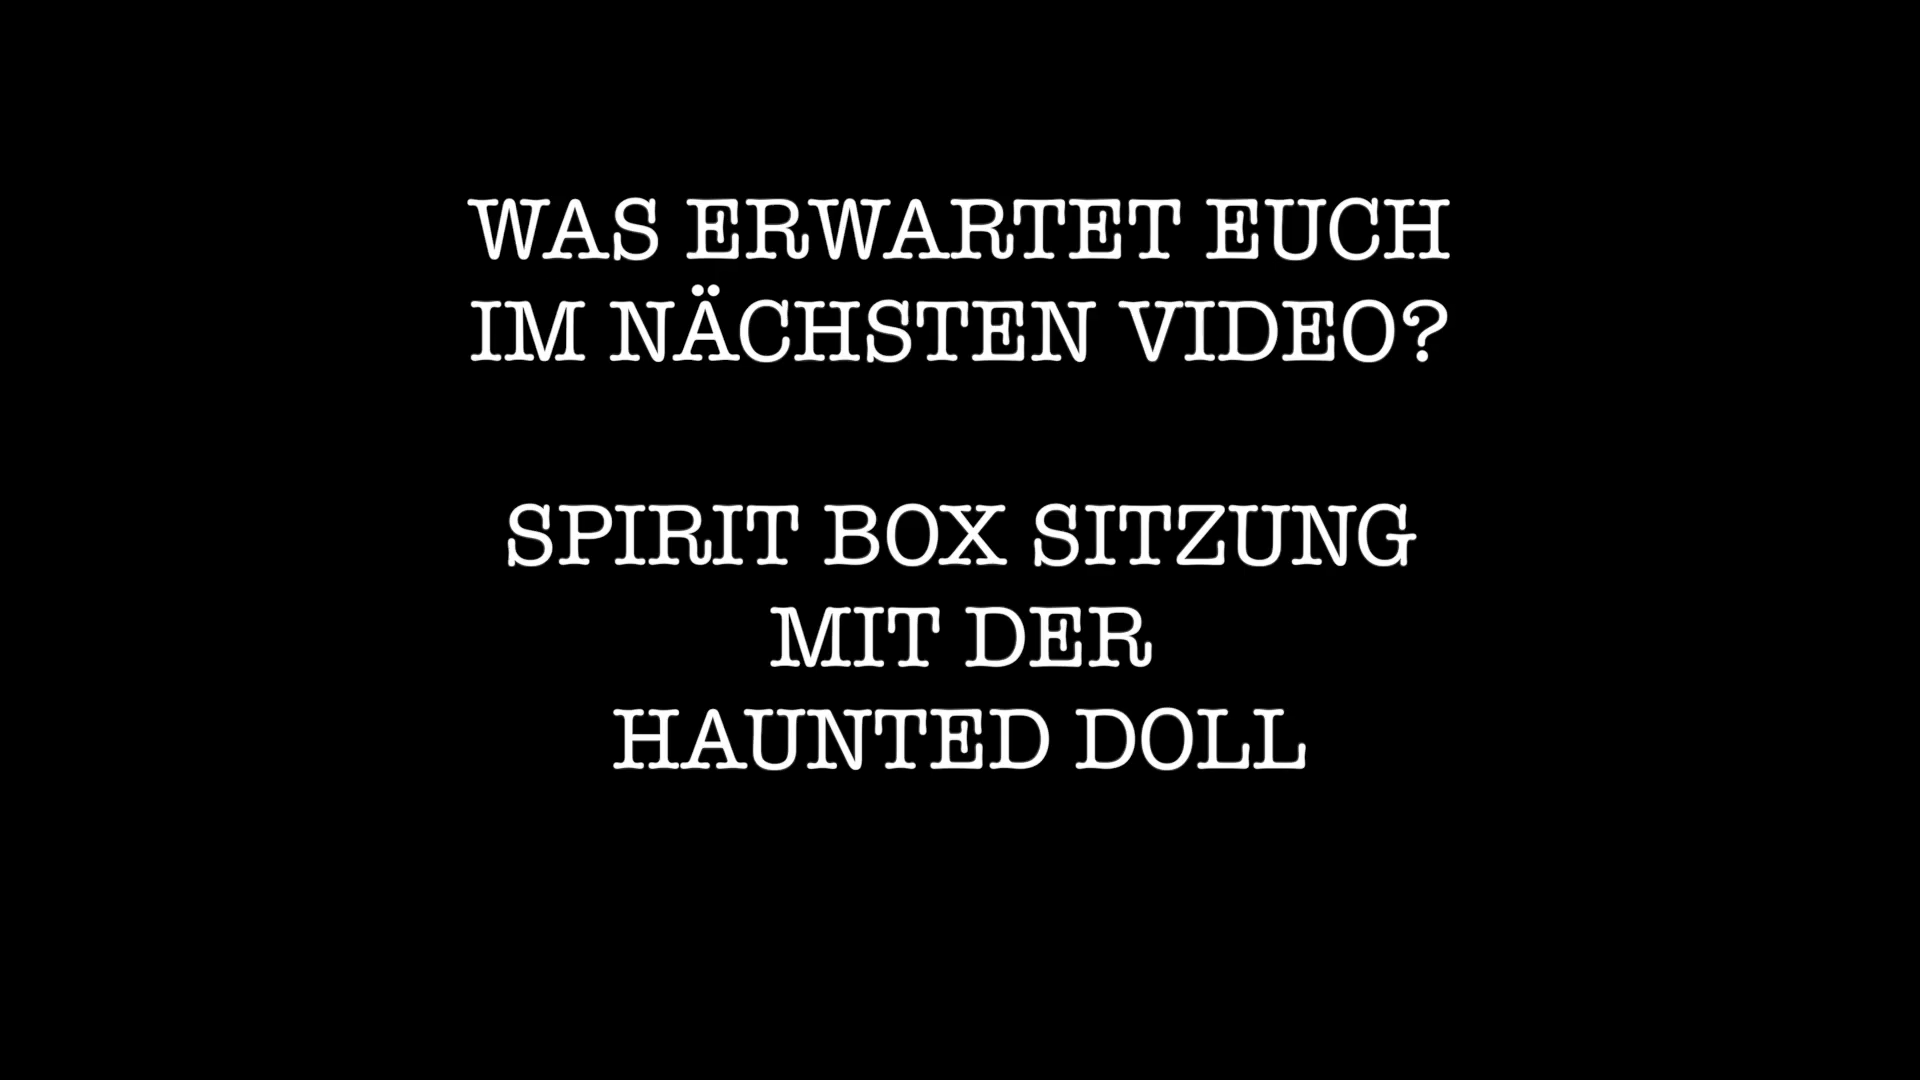 WAS ERWARTET EUCH
IM NÄCHSTEN VIDEO?
SPIRIT BOX SITZUNG
MIT DER
HAUNTED DOLL